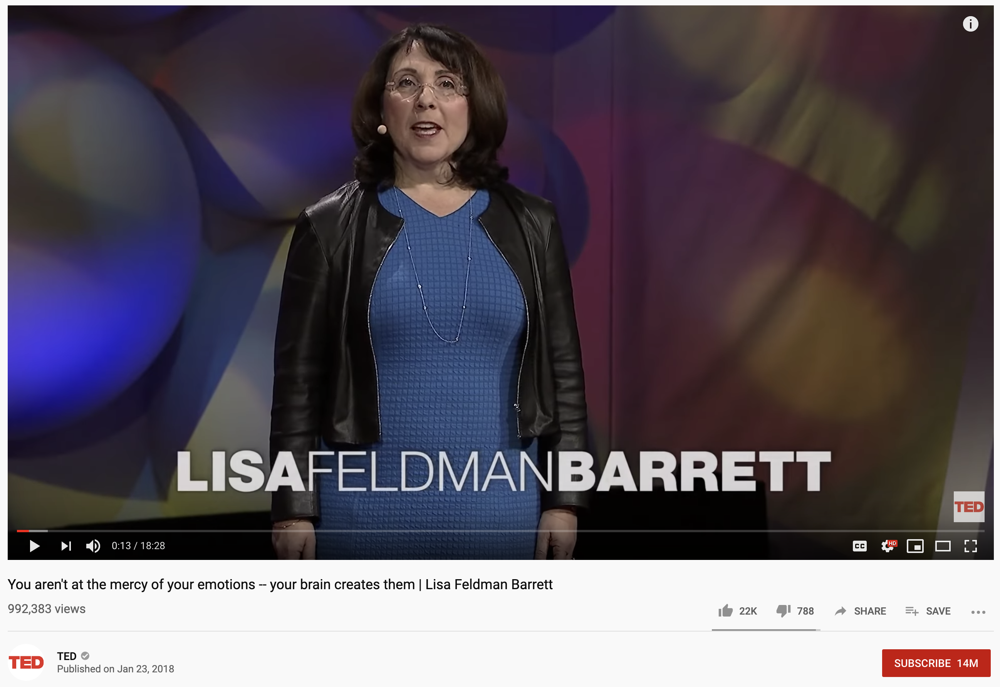 LISAFELDMANBARRETT
TED
0:13 / 18:28
CC
HD
You aren't at the mercy of your emotions -- your brain creates them | Lisa Feldman Barrett
992,383 views
22K 788 SHARE SAVE
TED TED
Published on Jan 23, 2018
SUBSCRIBE 14M